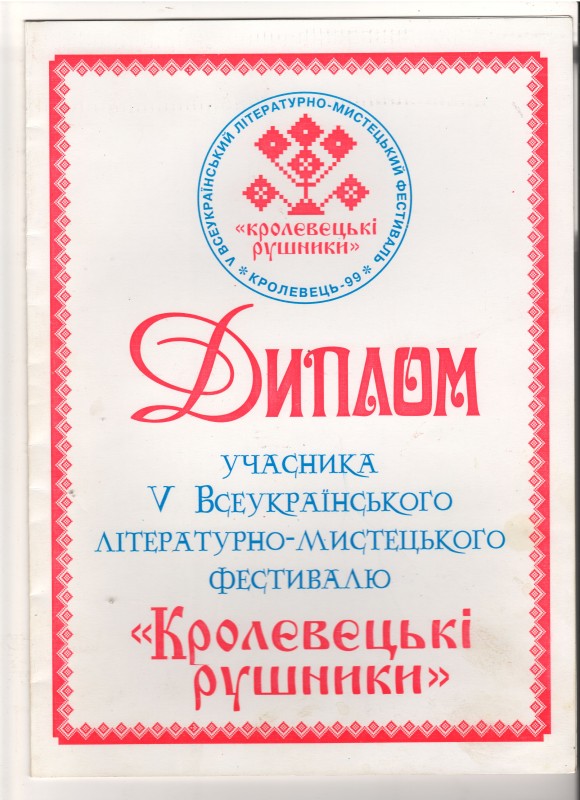 V ВСЕУКРАЇНСЬКИЙ ЛІТЕРАТУРНО-МИСТЕЦЬКИЙ ФЕСТИВАЛЬ
«кролевецькі
рушники»
* КРОЛЕВЕЦЬ-99 *
Диплом
УЧАСНИКА
V ВСЕУКРАЇНСЬКОГО
ЛІТЕРАТУРНО-МИСТЕЦЬКОГО
ФЕСТИВАЛЮ
«Кролевецькі
рушники»